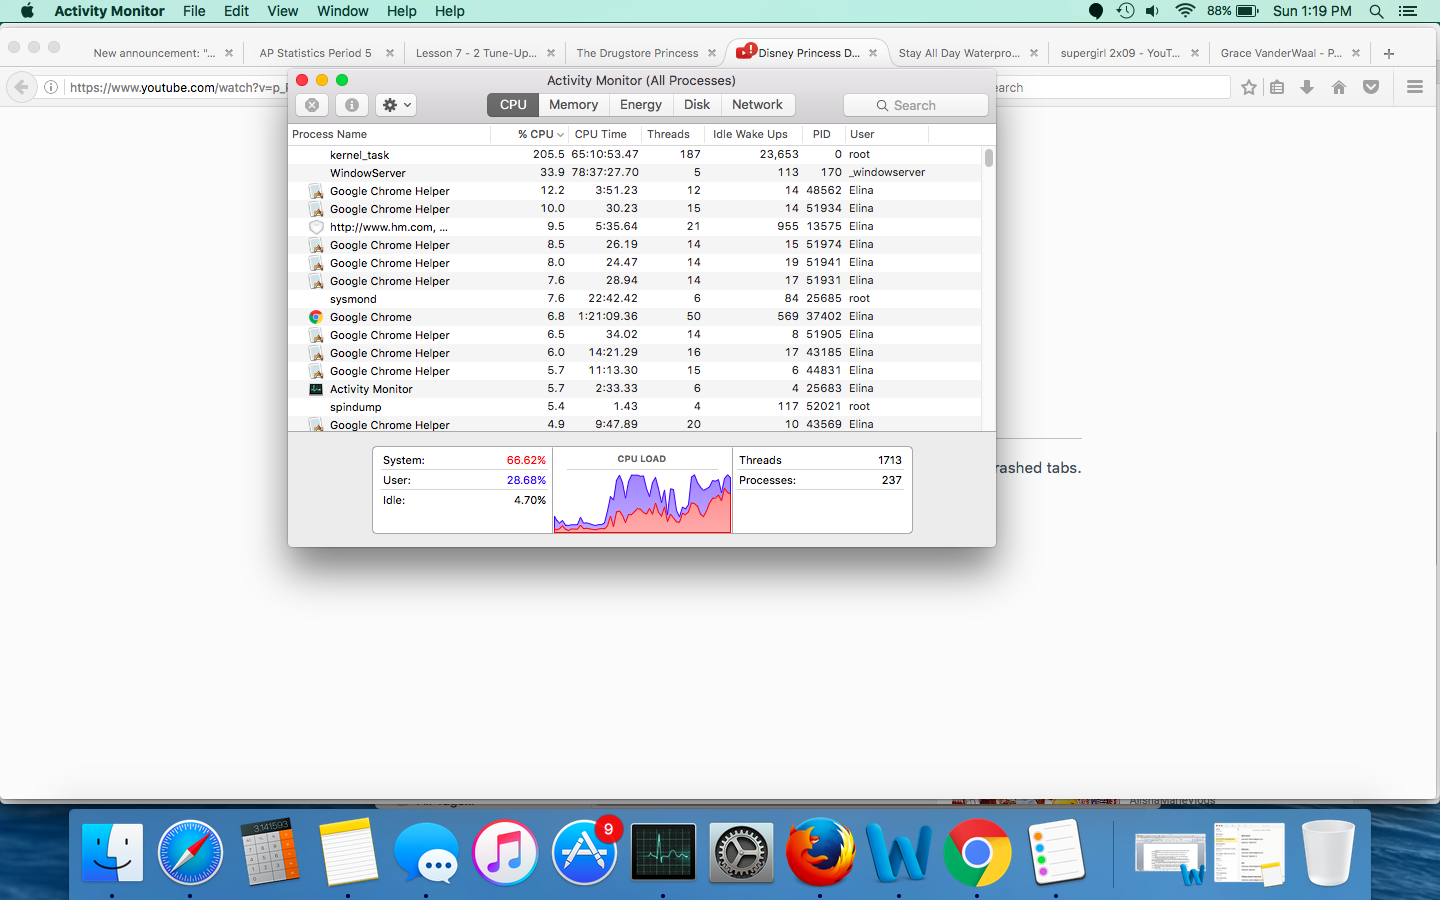 Activity Monitor File Edit View Window Help Help 88% Sun 1:19 PM
New announcement: "... AP Statistics Period 5 Lesson 7 - 2 Tune-Up... The Drugstore Princess Disney Princess D... Stay All Day Waterpro... supergirl 2x09 - YouT... Grace VanderWaal - P...
https://www.youtube.com/watch?v=p_
earch
Activity Monitor (All Processes)
CPU Memory Energy Disk Network Search
Process Name % CPU CPU Time Threads Idle Wake Ups PID User
kernel_task 205.5 65:10:53.47 187 23,653 0 root
WindowServer 33.9 78:37:27.70 5 113 170 _windowserver
Google Chrome Helper 12.2 3:51.23 12 14 48562 Elina
Google Chrome Helper 10.0 30.23 15 14 51934 Elina
http://www.hm.com, ... 9.5 5:35.64 21 955 13575 Elina
Google Chrome Helper 8.5 26.19 14 15 51974 Elina
Google Chrome Helper 8.0 24.47 14 19 51941 Elina
Google Chrome Helper 7.6 28.94 14 17 51931 Elina
sysmond 7.6 22:42.42 6 84 25685 root
Google Chrome 6.8 1:21:09.36 50 569 37402 Elina
Google Chrome Helper 6.5 34.02 14 8 51905 Elina
Google Chrome Helper 6.0 14:21.29 16 17 43185 Elina
Google Chrome Helper 5.7 11:13.30 15 6 44831 Elina
Activity Monitor 5.7 2:33.33 6 4 25683 Elina
spindump 5.4 1.43 4 117 52021 root
Google Chrome Helper 4.9 9:47.89 20 10 43569 Elina
System: 66.62% CPU LOAD Threads 1713
User: 28.68% Processes: 237
Idle: 4.70%
rashed tabs.
AlishaMarieVlogs
3.141593
9